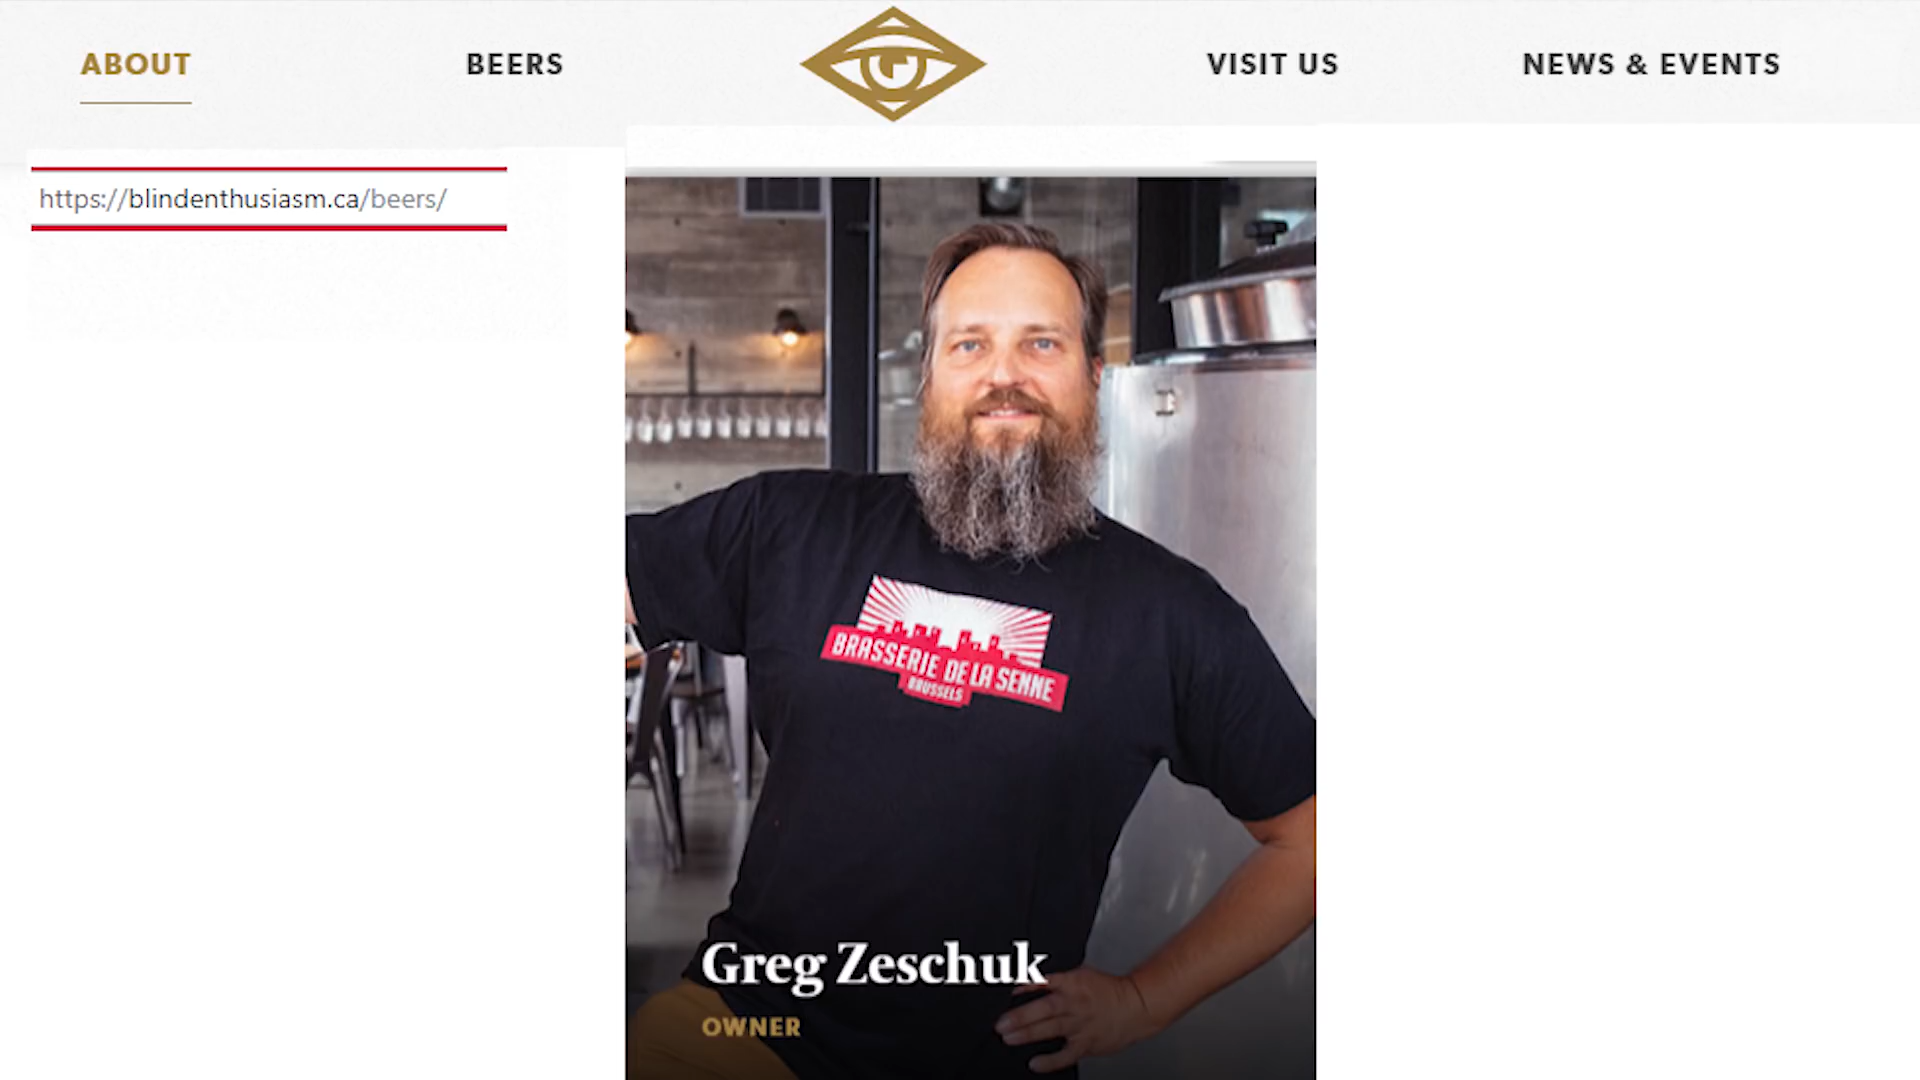 ABOUT
BEERS
VISIT US
NEWS & EVENTS
https://blindenthusiasm.ca/beers/
BRASSERIE DE LA SENNE
BRUSSELS
Greg Zeschuk
OWNER